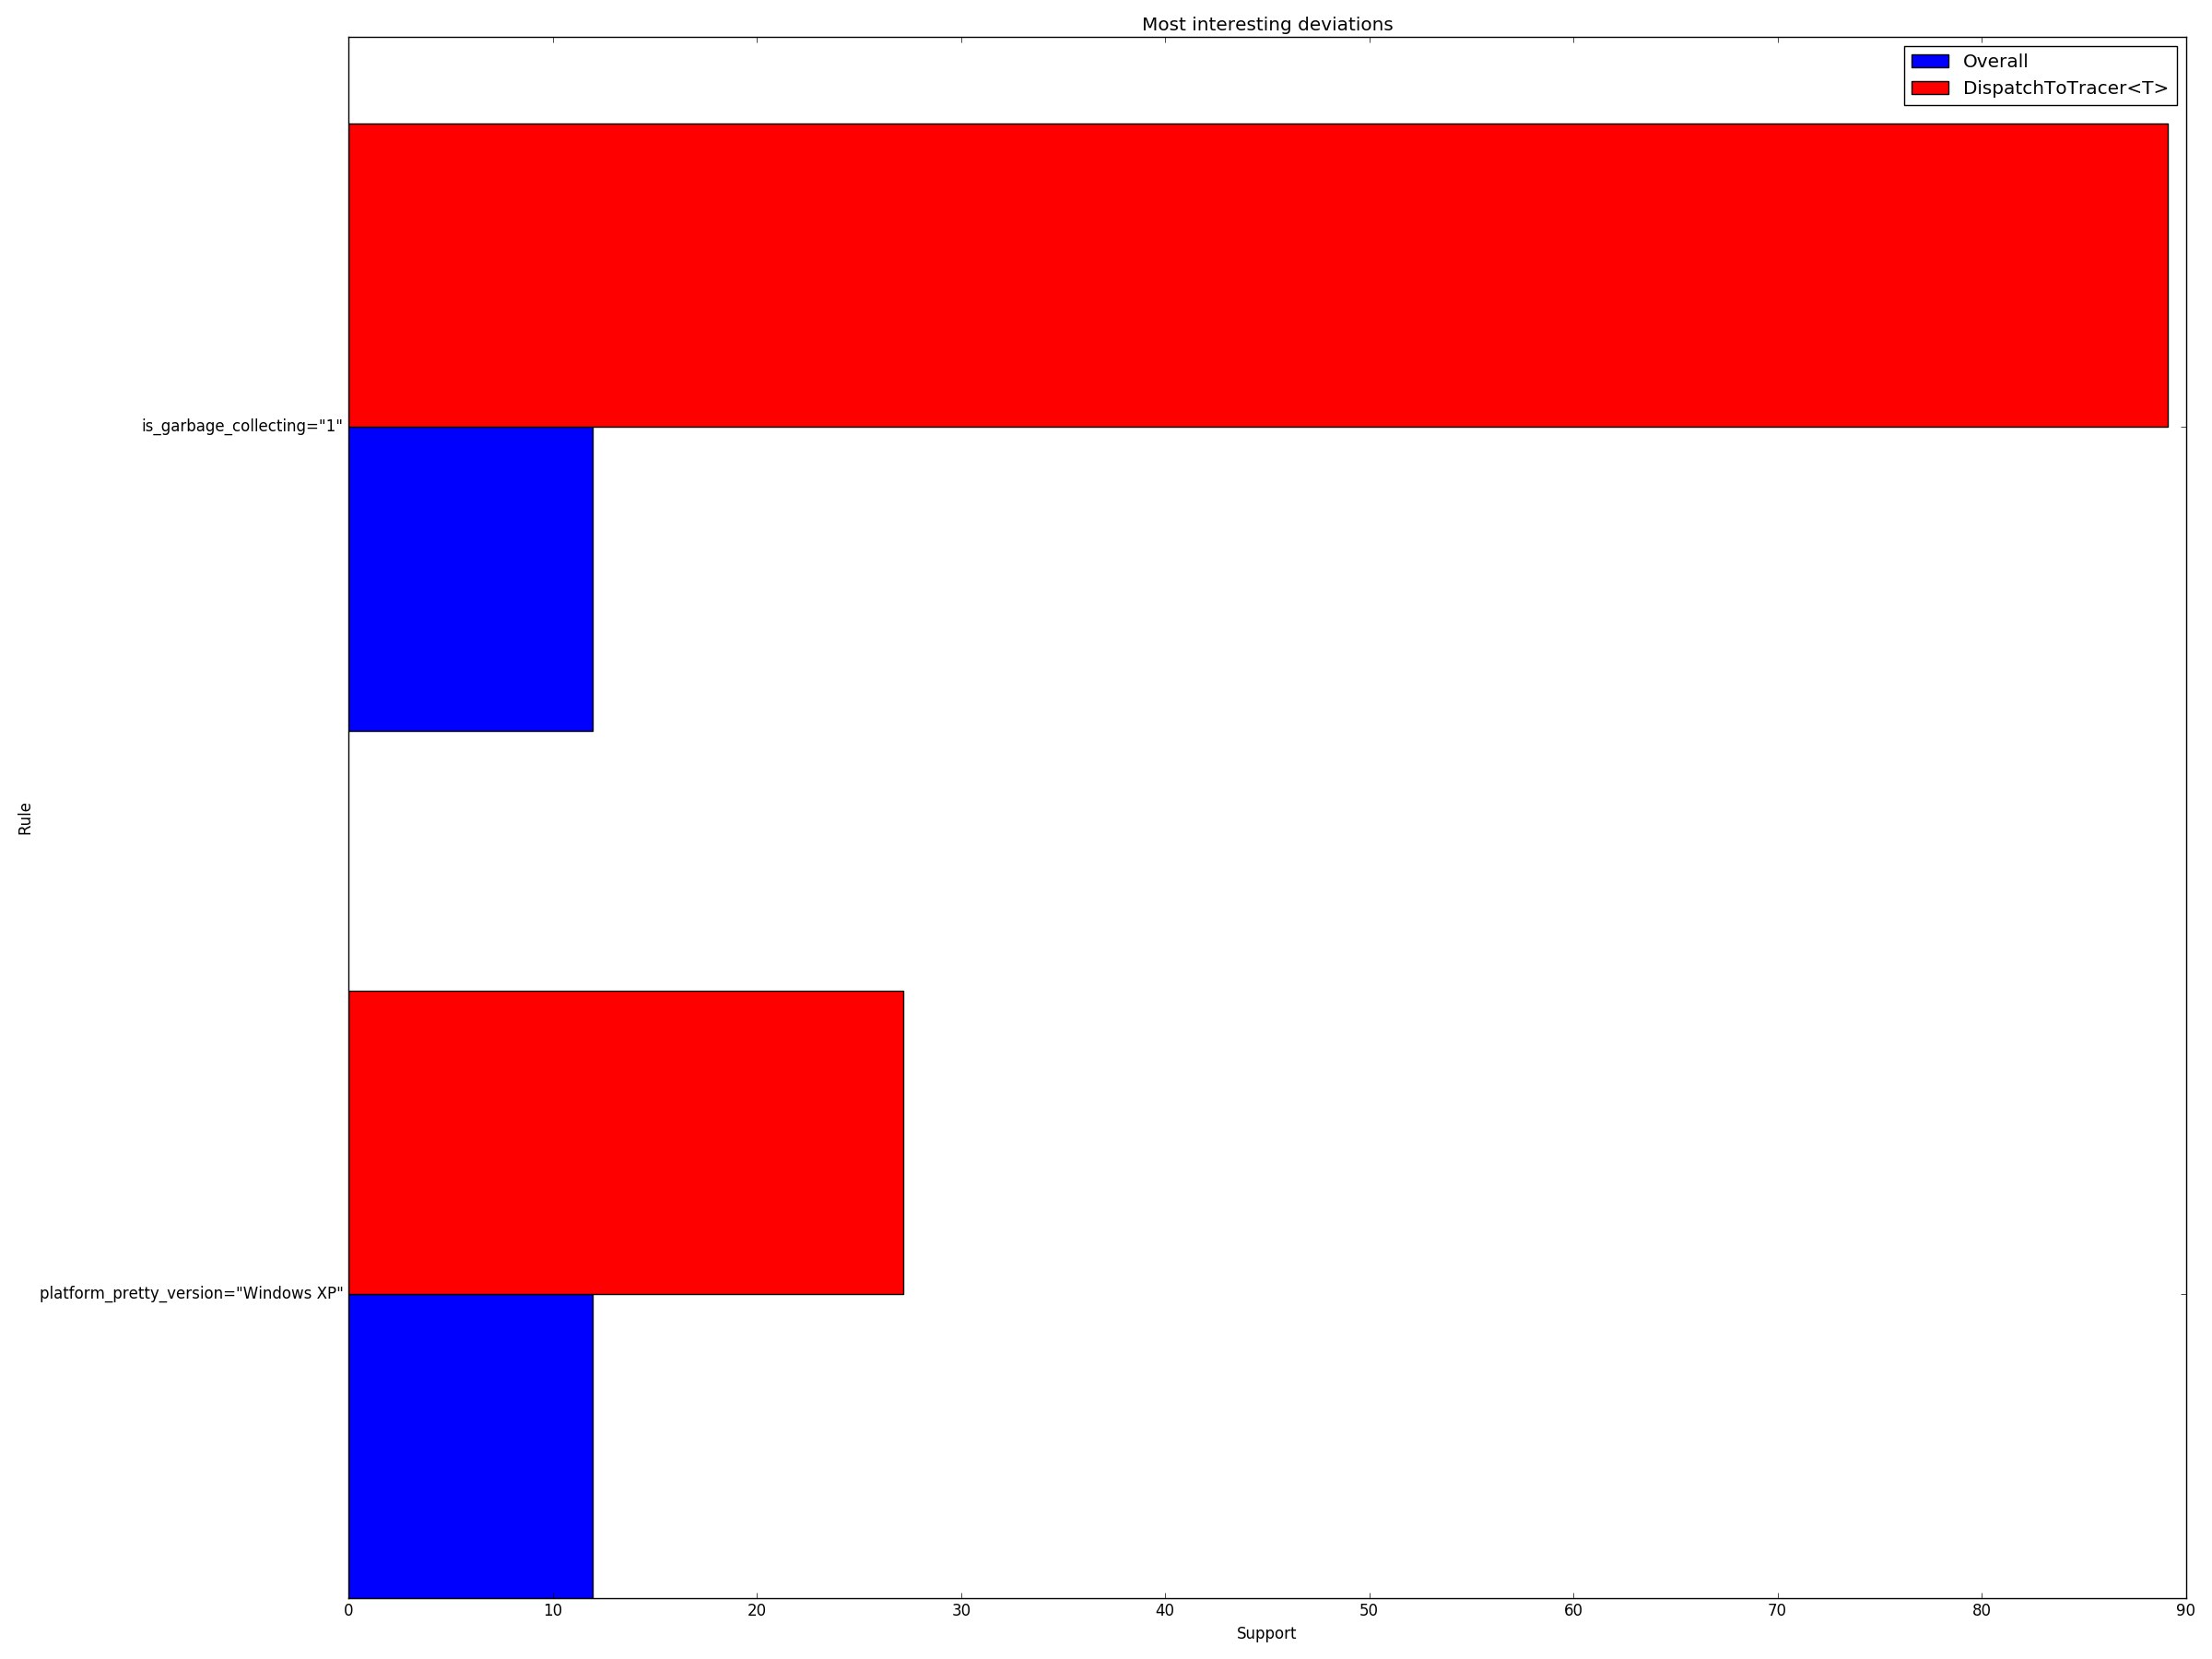 Most interesting deviations
Overall
DispatchToTracer<T>
is_garbage_collecting="1"
Rule
platform_pretty_version="Windows XP"
0 10 20 30 40 50 60 70 80 90
Support